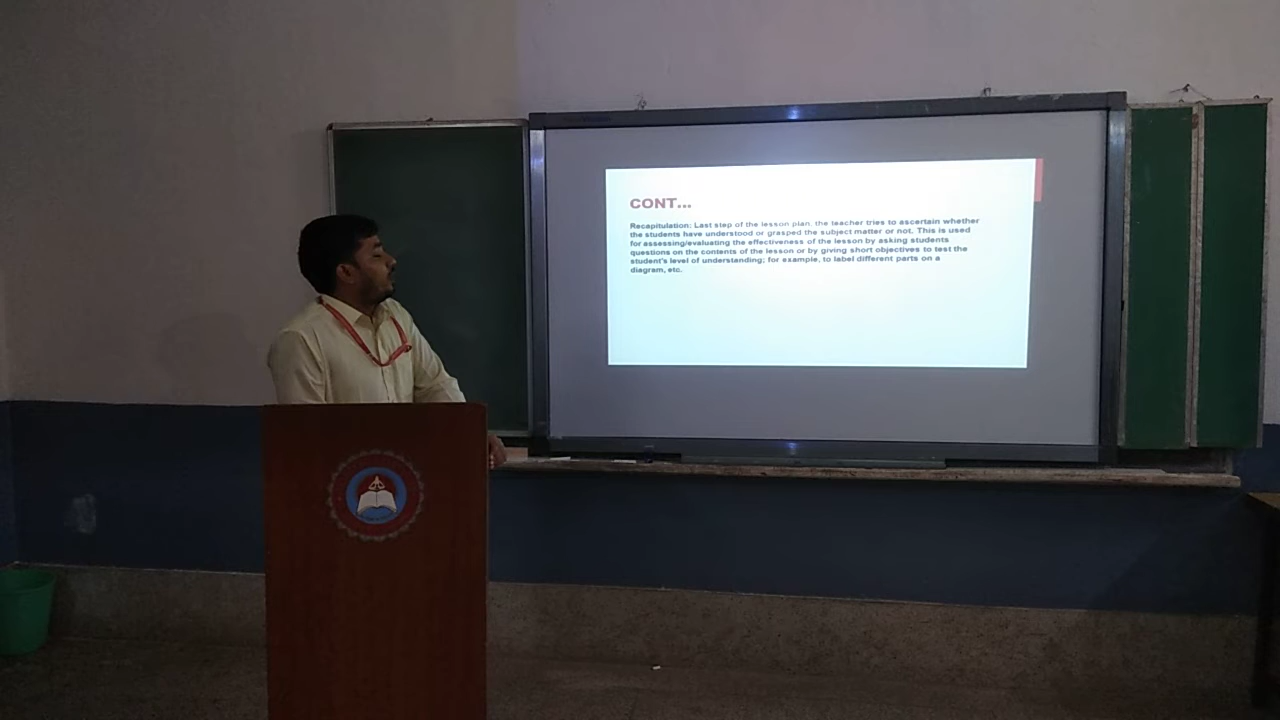 CONT...
Recapitulation: Last step of the lesson plan, the teacher tries to ascertain whether
the students have understood or grasped the subject matter or not, This is used
for assessing/evaluating the effectiveness of the lesson by asking students
questions on the contents of the lesson or by giving short objectives to test the
student's level of understanding; for example, to label different parts on a
diagram, etc.